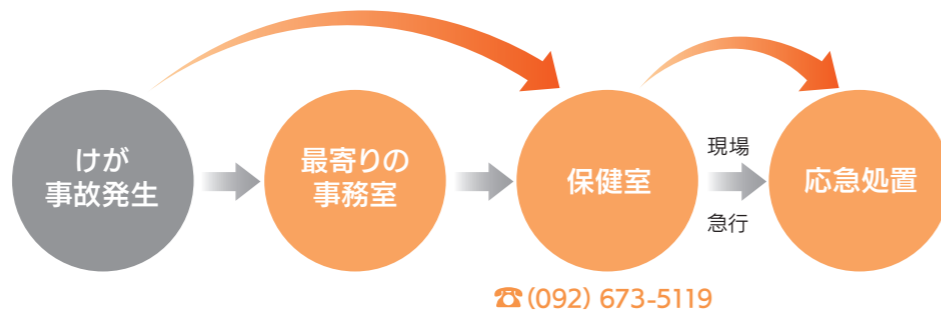 けが
事故発生
最寄りの
事務室
保健室
現場
急行
応急処置
☎(092) 673-5119